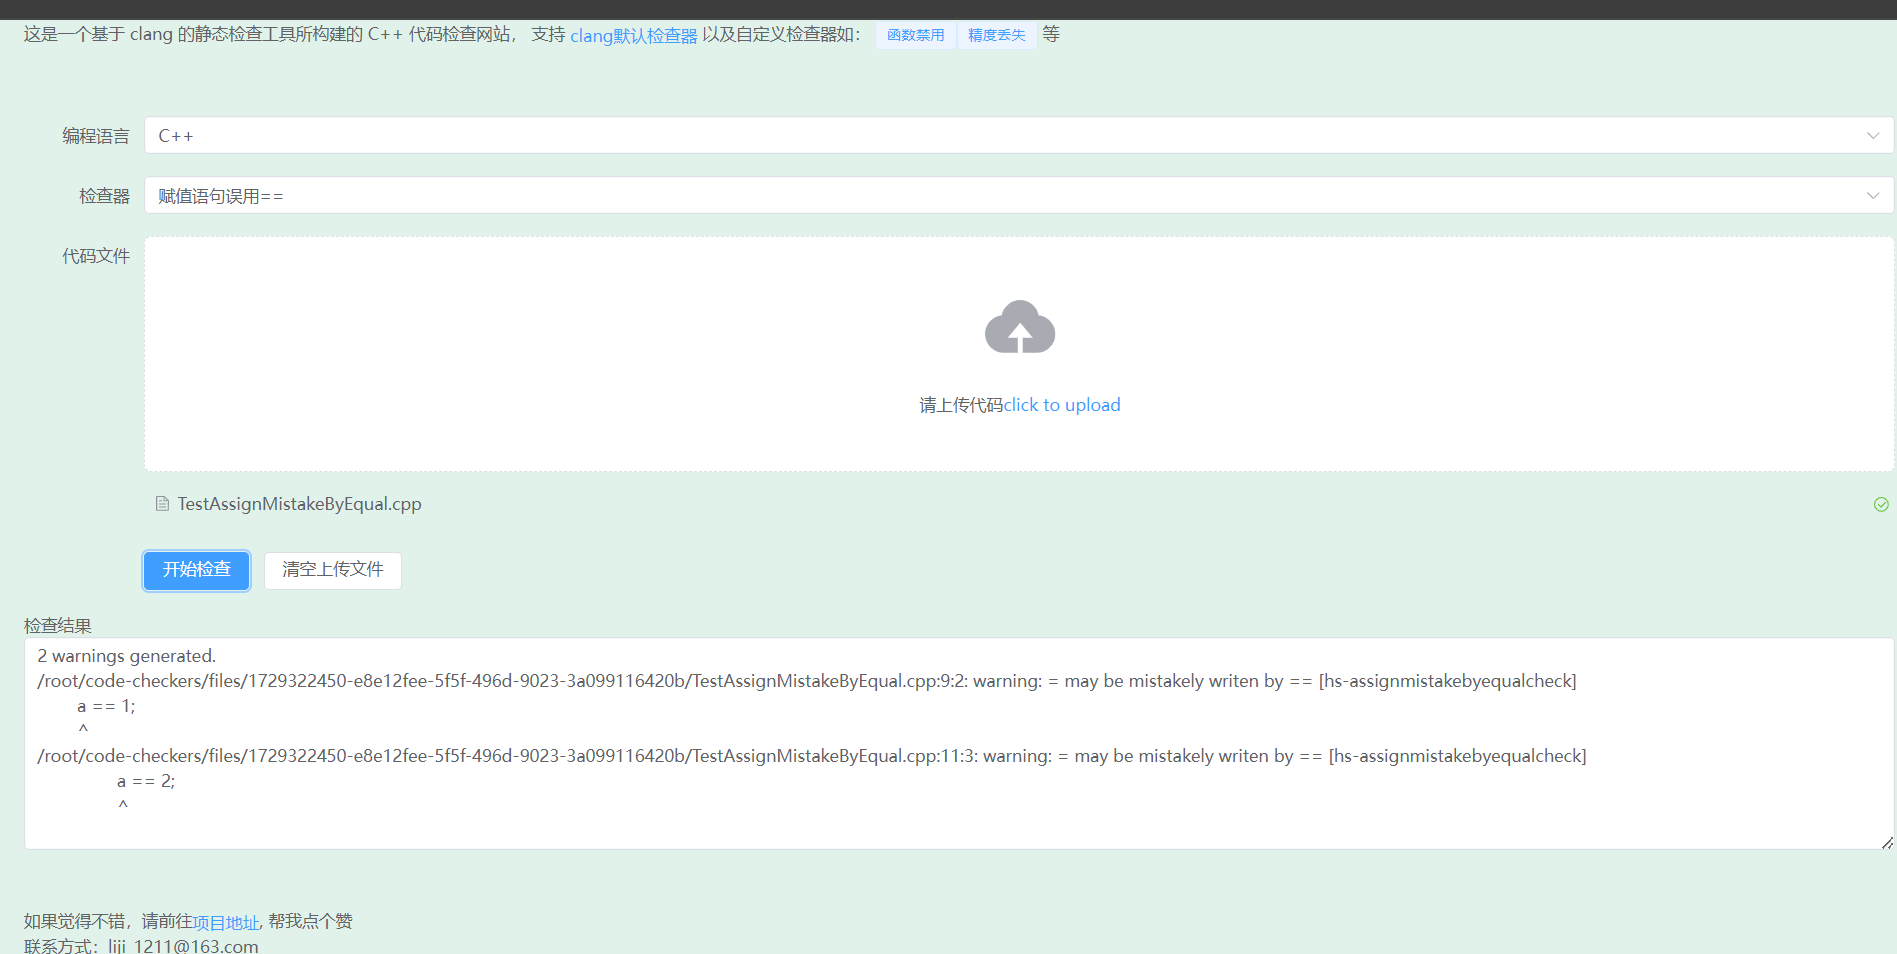 这是一个基于 clang 的静态检查工具所构建的 C++ 代码检查网站， 支持 clang默认检查器 以及自定义检查器如： 函数禁用 精度丢失 等
编程语言 C++
检查器 赋值语句误用==
代码文件
请上传代码click to upload
TestAssignMistakeByEqual.cpp
开始检查 清空上传文件
检查结果
2 warnings generated.
/root/code-checkers/files/1729322450-e8e12fee-5f5f-496d-9023-3a099116420b/TestAssignMistakeByEqual.cpp:9:2: warning: = may be mistakely writen by == [hs-assignmistakebyequalcheck]
a == 1;
^
/root/code-checkers/files/1729322450-e8e12fee-5f5f-496d-9023-3a099116420b/TestAssignMistakeByEqual.cpp:11:3: warning: = may be mistakely writen by == [hs-assignmistakebyequalcheck]
a == 2;
^
如果觉得不错，请前往项目地址, 帮我点个赞
联系方式：liji_1211@163.com